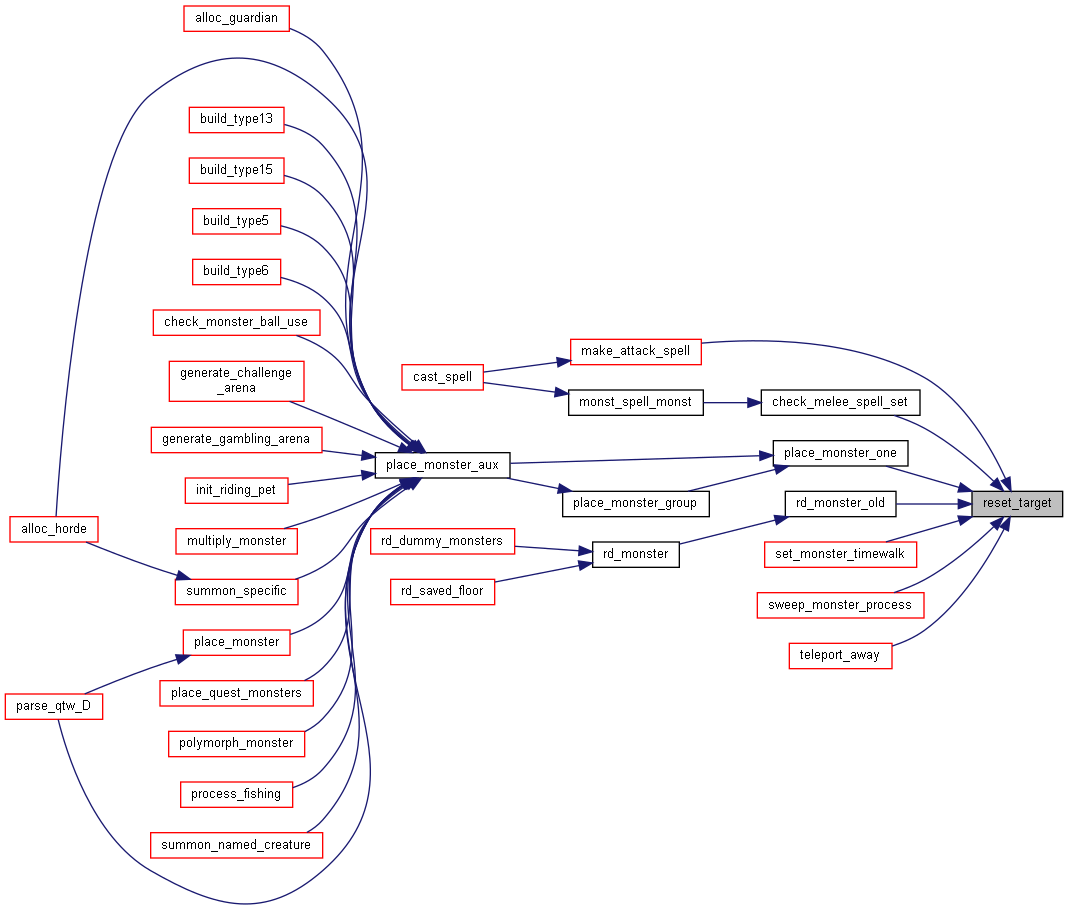 alloc_guardian
build_type13
build_type15
build_type5
build_type6
check_monster_ball_use
generate_challenge
_arena
generate_gambling_arena
init_riding_pet
alloc_horde
multiply_monster
summon_specific
place_monster
parse_qtw_D
place_quest_monsters
polymorph_monster
process_fishing
summon_named_creature
place_monster_aux
cast_spell
make_attack_spell
monst_spell_monst
check_melee_spell_set
place_monster_one
place_monster_group
rd_monster_old
reset_target
rd_dummy_monsters
rd_monster
rd_saved_floor
set_monster_timewalk
sweep_monster_process
teleport_away